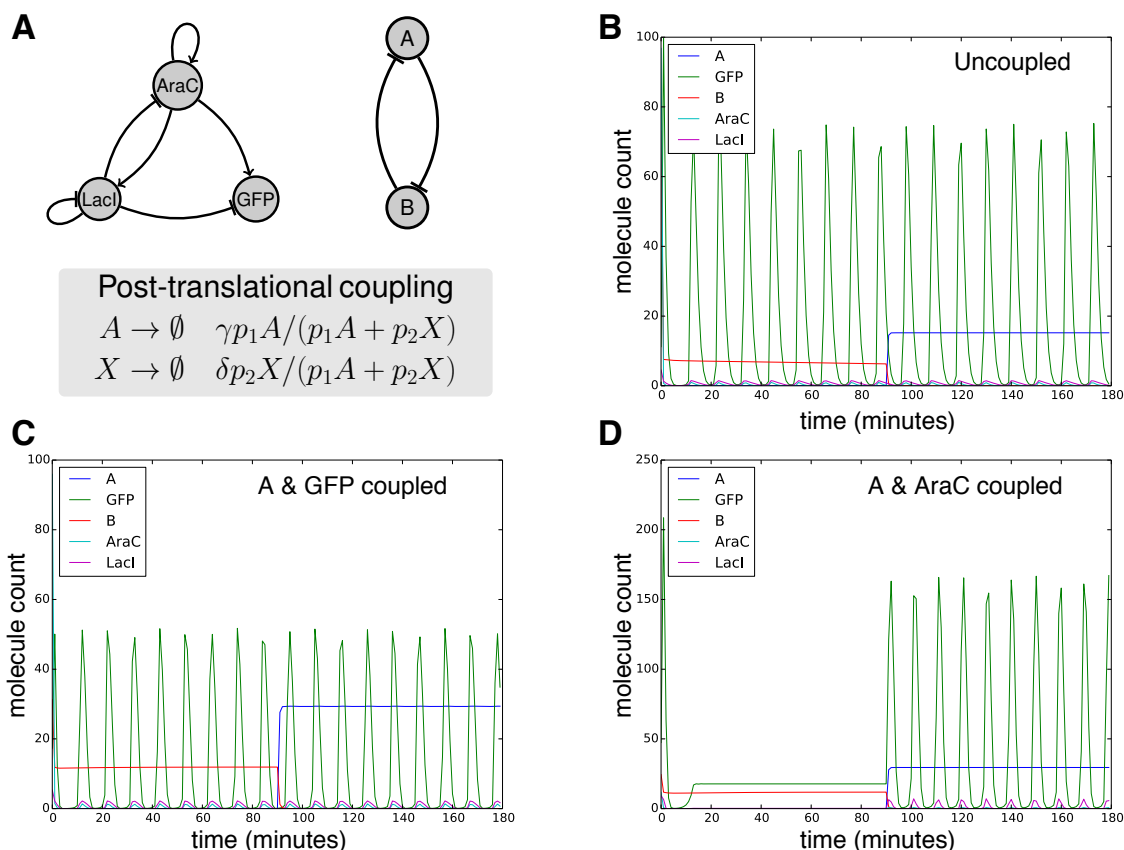 A
AraC
LacI
GFP
A
B
Post-translational coupling
A → ∅ γp₁A/(p₁A + p₂X)
X → ∅ δp₂X/(p₁A + p₂X)
B
Uncoupled
A
GFP
B
AraC
LacI
molecule count
100
80
60
40
20
0
0 20 40 60 80 100 120 140 160 180
time (minutes)
C
A & GFP coupled
A
GFP
B
AraC
LacI
molecule count
100
80
60
40
20
0
0 20 40 60 80 100 120 140 160 180
time (minutes)
D
A & AraC coupled
A
GFP
B
AraC
LacI
molecule count
250
200
150
100
50
0
0 20 40 60 80 100 120 140 160 180
time (minutes)